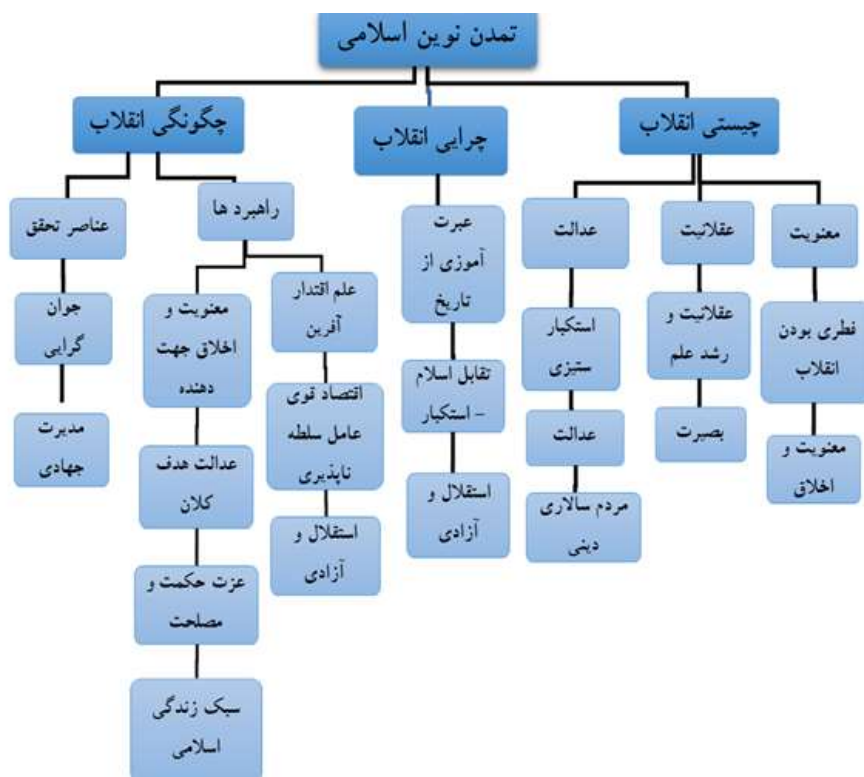 تمدن نوین اسلامی
چیستی انقلاب
چرایی انقلاب
چگونگی انقلاب
معنویت
فطری بودن
انقلاب
معنویت و
اخلاق
عقلانیت
عقلانیت و
رشد علم
بصیرت
عدالت
استکبار
ستیزی
عدالت
مردم سالاری
دینی
عبرت
آموزی از
تاریخ
تقابل اسلام
– استکبار
استقلال و
آزادی
راهبرد ها
علم اقتدار
آفرین
اقتصاد قوی
عامل سلطه
ناپذیری
استقلال و
آزادی
معنویت و
اخلاق جهت
دهنده
عدالت هدف
کلان
عزت حکمت و
مصلحت
سبک زندگی
اسلامی
عناصر تحقق
جوان
گرایی
مدیرت
جهادی